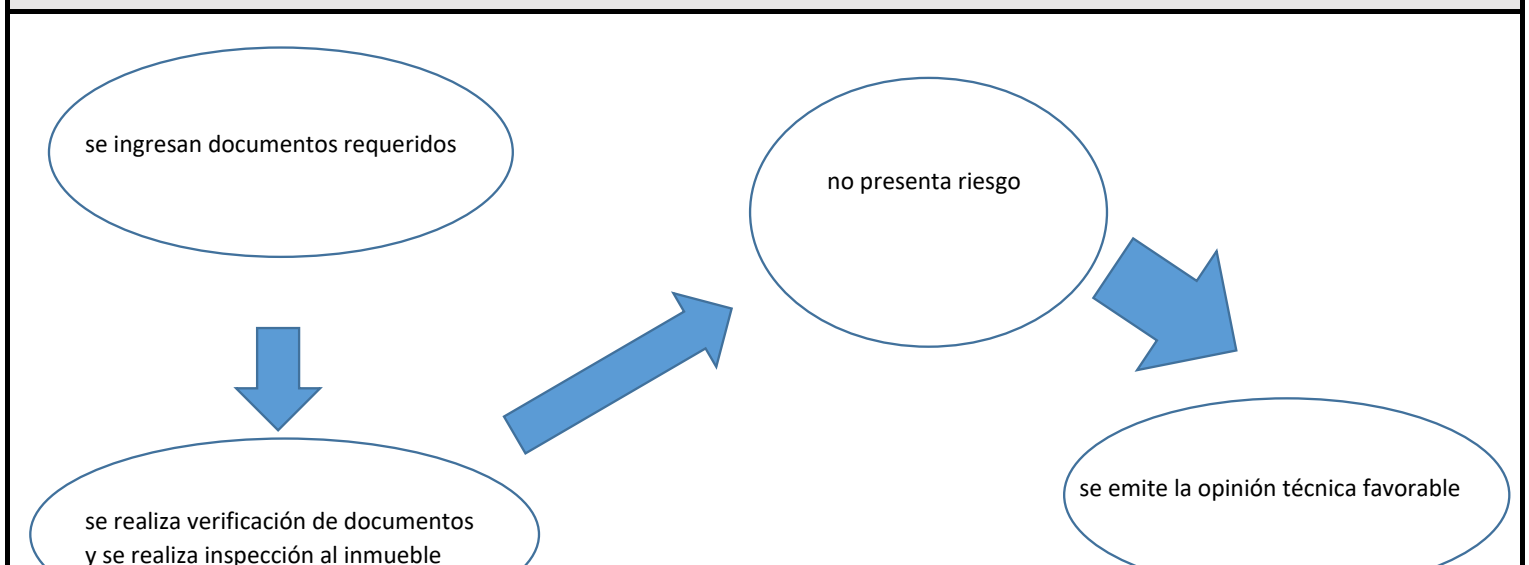 se ingresan documentos requeridos
se realiza verificación de documentos
y se realiza inspección al inmueble
no presenta riesgo
se emite la opinión técnica favorable